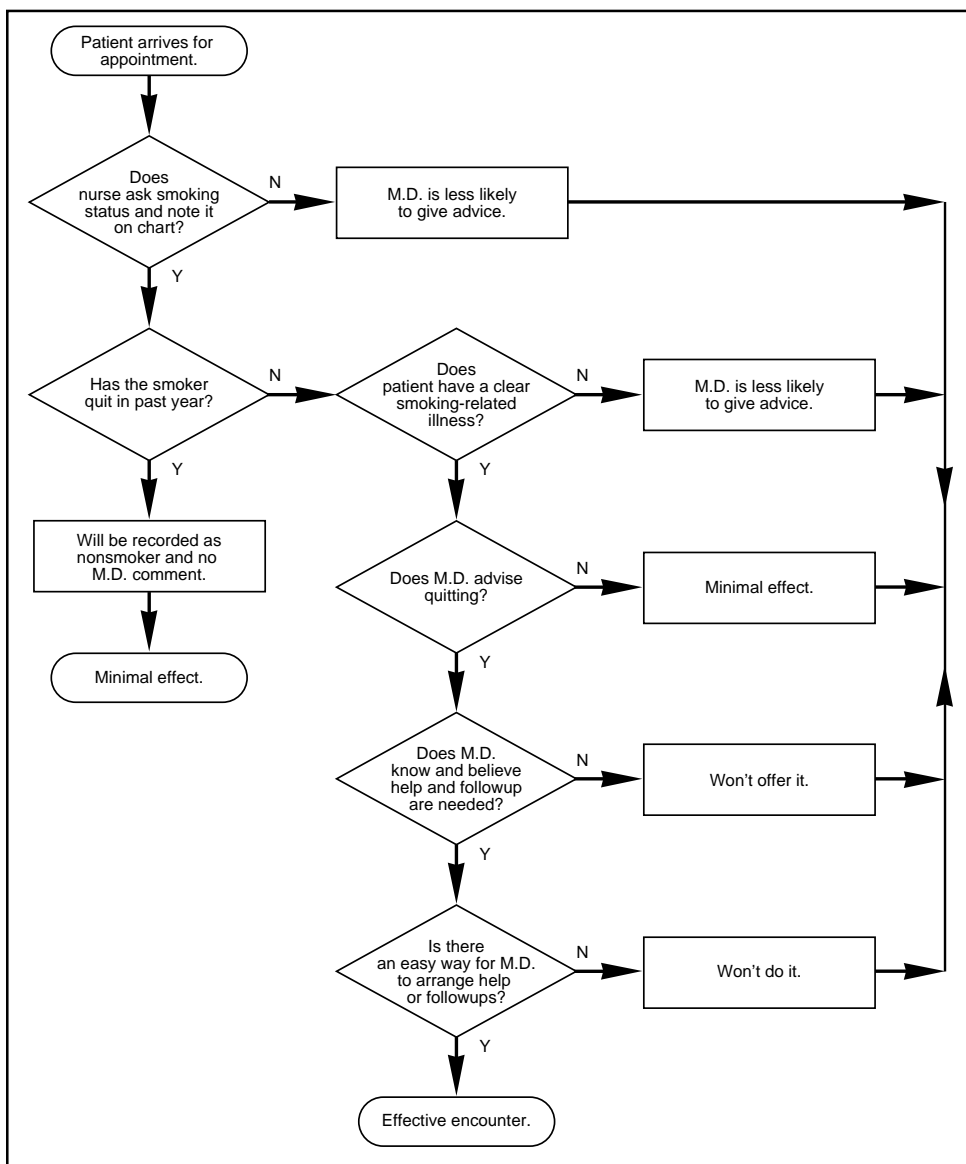 Patient arrives for
appointment.
Does
nurse ask smoking
status and note it
on chart?
N
M.D. is less likely
to give advice.
Y
Has the smoker
quit in past year?
N
Does
patient have a clear
smoking-related
illness?
N
M.D. is less likely
to give advice.
Y
Y
Will be recorded as
nonsmoker and no
M.D. comment.
Does M.D. advise
quitting?
N
Minimal effect.
Y
Minimal effect.
Does M.D.
know and believe
help and followup
are needed?
N
Won't offer it.
Y
Is there
an easy way for M.D.
to arrange help
or followups?
N
Won't do it.
Y
Effective encounter.